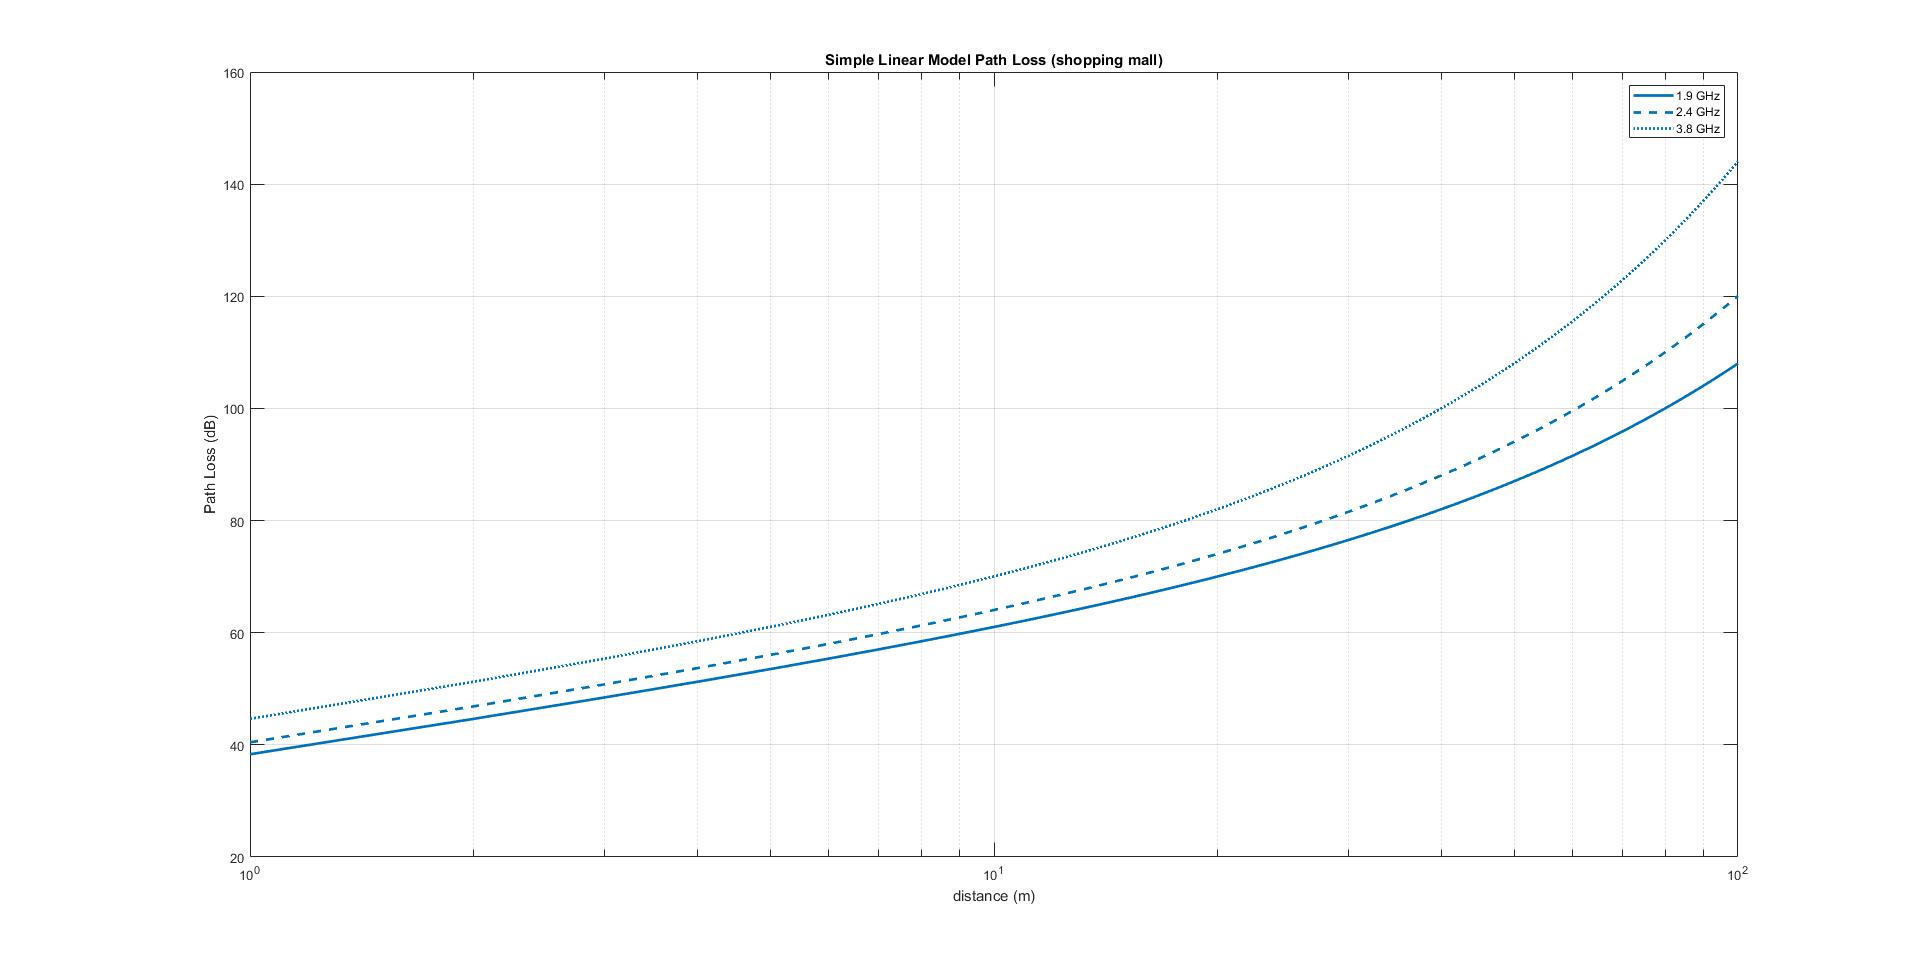 Simple Linear Model Path Loss (shopping mall)
160
140
120
100
80
60
40
20
Path Loss (dB)
1.9 GHz
2.4 GHz
3.8 GHz
10^0
10^1
10^2
distance (m)